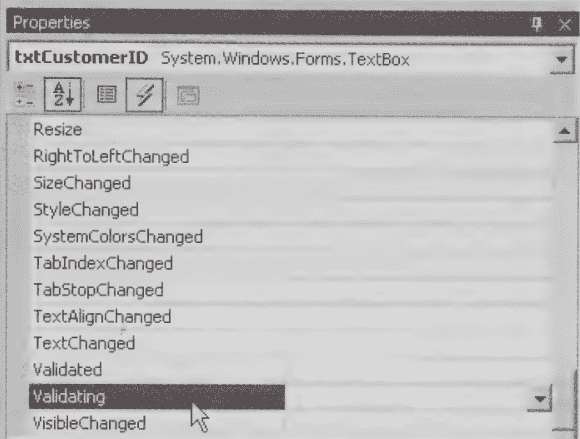 Properties
txtCustomerID System.Windows.Forms.TextBox
Resize
RightToLeftChanged
SizeChanged
StyleChanged
SystemColorsChanged
TabIndexChanged
TabStopChanged
TextAlignChanged
TextChanged
Validated
Validating
VisibleChanged